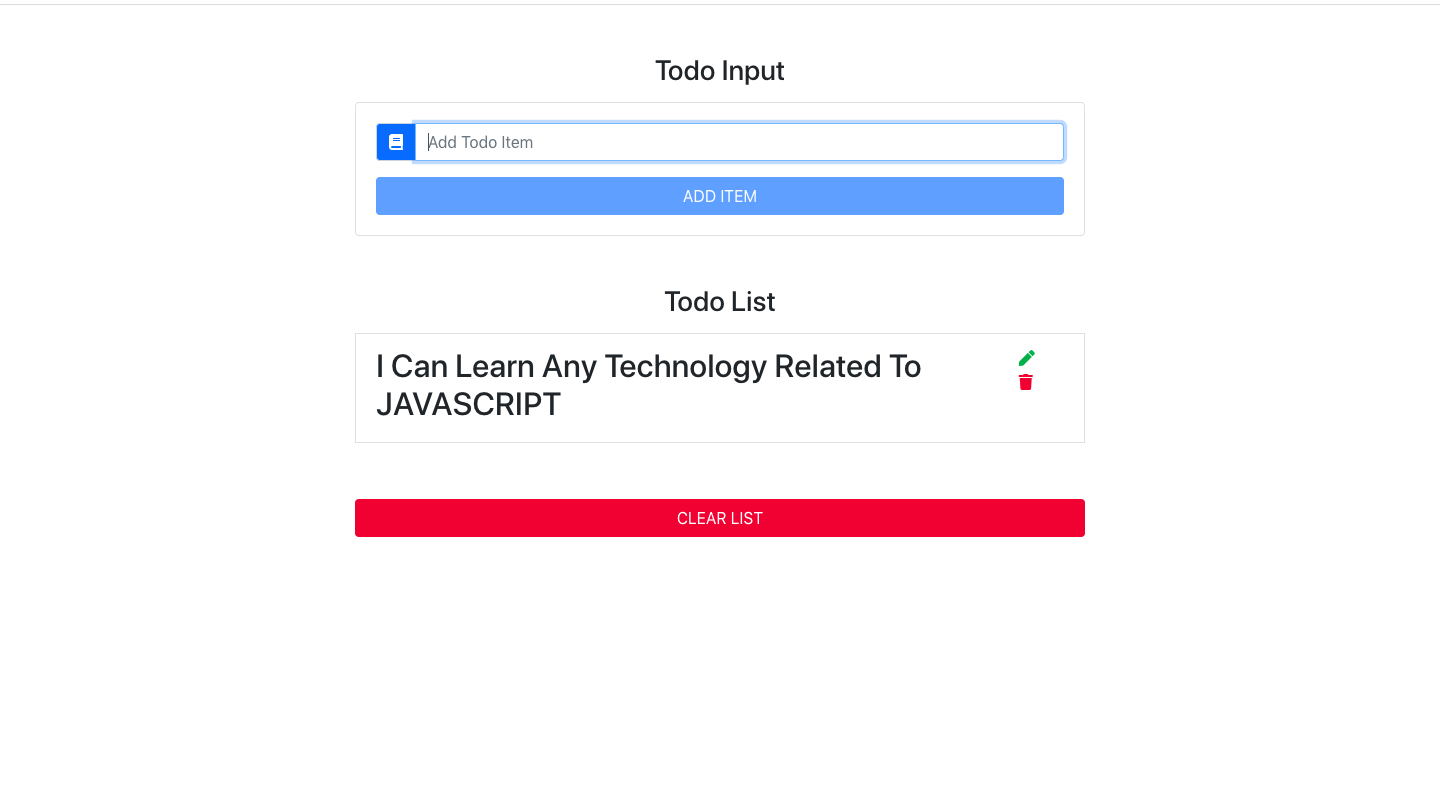 Todo Input
Add Todo Item
ADD ITEM
Todo List
I Can Learn Any Technology Related To
JAVASCRIPT
CLEAR LIST